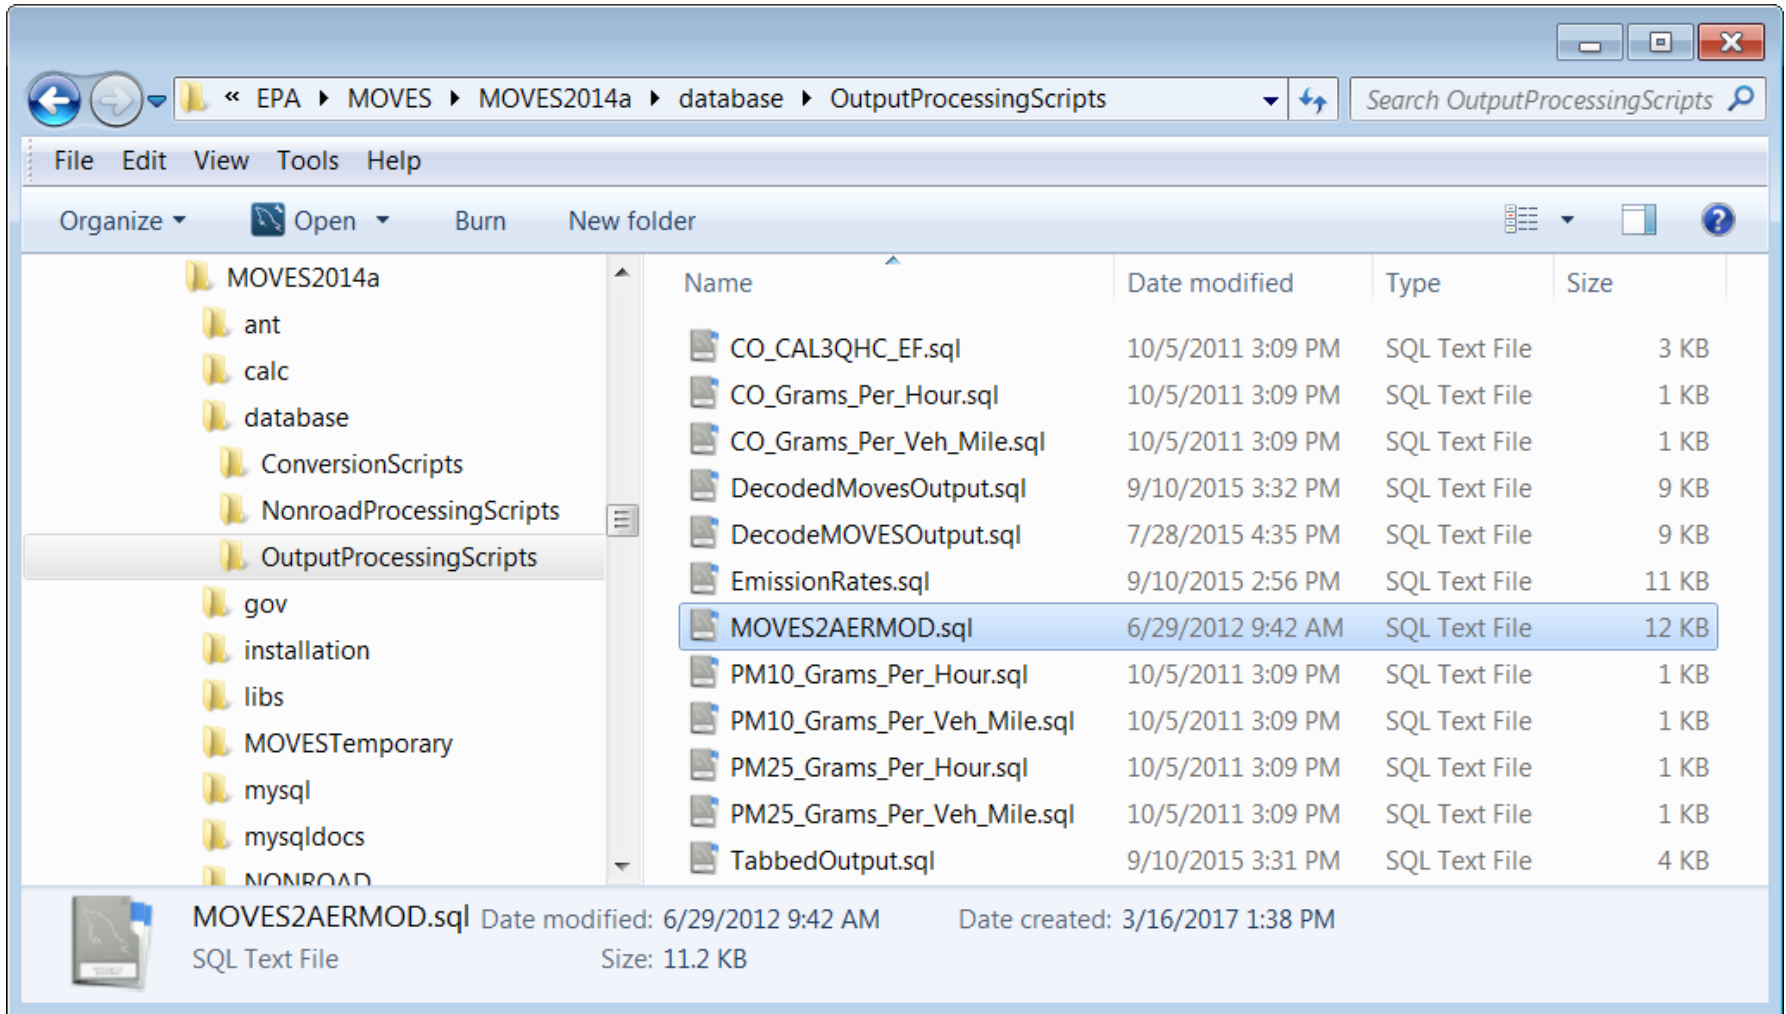 « EPA ▸ MOVES ▸ MOVES2014a ▸ database ▸ OutputProcessingScripts
Search OutputProcessingScripts
File Edit View Tools Help
Organize Open Burn New folder
MOVES2014a
ant
calc
database
ConversionScripts
NonroadProcessingScripts
OutputProcessingScripts
gov
installation
libs
MOVESTemporary
mysql
mysqldocs
NONROAD
Name Date modified Type Size
CO_CAL3QHC_EF.sql 10/5/2011 3:09 PM SQL Text File 3 KB
CO_Grams_Per_Hour.sql 10/5/2011 3:09 PM SQL Text File 1 KB
CO_Grams_Per_Veh_Mile.sql 10/5/2011 3:09 PM SQL Text File 1 KB
DecodedMovesOutput.sql 9/10/2015 3:32 PM SQL Text File 9 KB
DecodeMOVESOutput.sql 7/28/2015 4:35 PM SQL Text File 9 KB
EmissionRates.sql 9/10/2015 2:56 PM SQL Text File 11 KB
MOVES2AERMOD.sql 6/29/2012 9:42 AM SQL Text File 12 KB
PM10_Grams_Per_Hour.sql 10/5/2011 3:09 PM SQL Text File 1 KB
PM10_Grams_Per_Veh_Mile.sql 10/5/2011 3:09 PM SQL Text File 1 KB
PM25_Grams_Per_Hour.sql 10/5/2011 3:09 PM SQL Text File 1 KB
PM25_Grams_Per_Veh_Mile.sql 10/5/2011 3:09 PM SQL Text File 1 KB
TabbedOutput.sql 9/10/2015 3:31 PM SQL Text File 4 KB
MOVES2AERMOD.sql Date modified: 6/29/2012 9:42 AM Date created: 3/16/2017 1:38 PM
SQL Text File Size: 11.2 KB